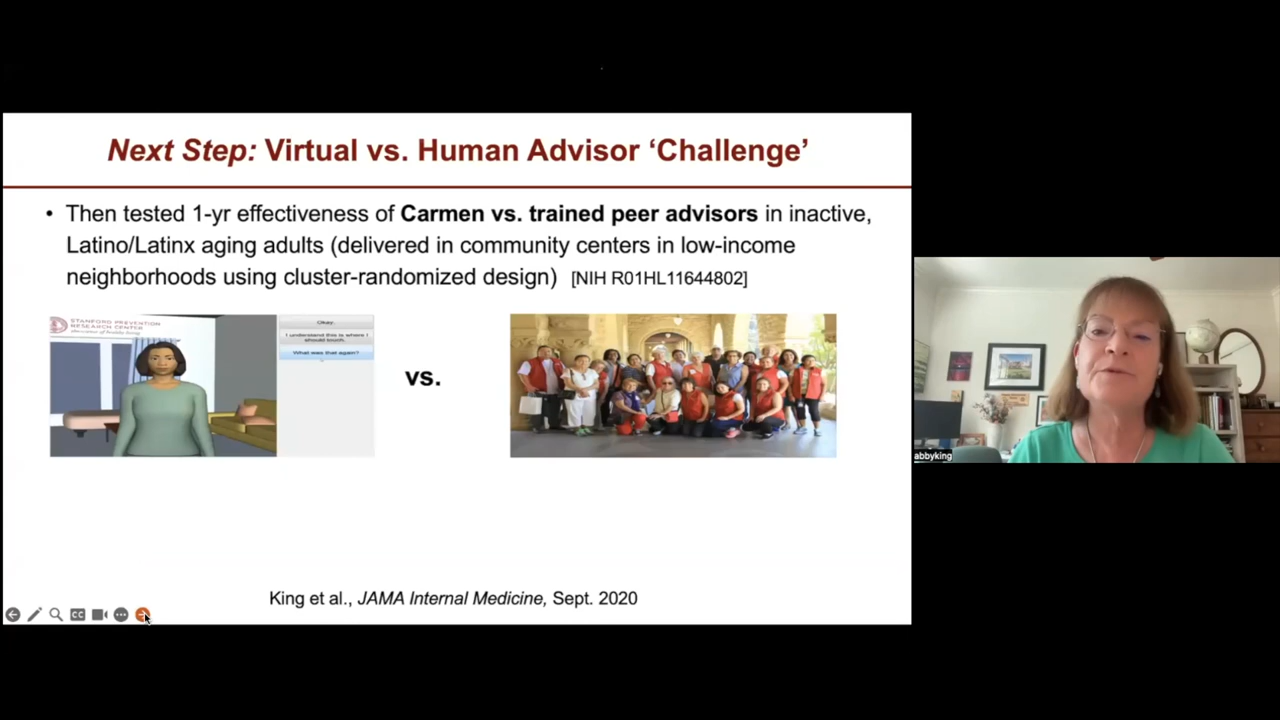 Next Step: Virtual vs. Human Advisor ‘Challenge’
• Then tested 1-yr effectiveness of Carmen vs. trained peer advisors in inactive,
Latino/Latinx aging adults (delivered in community centers in low-income
neighborhoods using cluster-randomized design) [NIH R01HL11644802]
STANFORD PREVENTION
RESEARCH CENTER
Okay.
I understand this is where I
should touch.
What was that again?
vs.
King et al., JAMA Internal Medicine, Sept. 2020
CC
abbyking